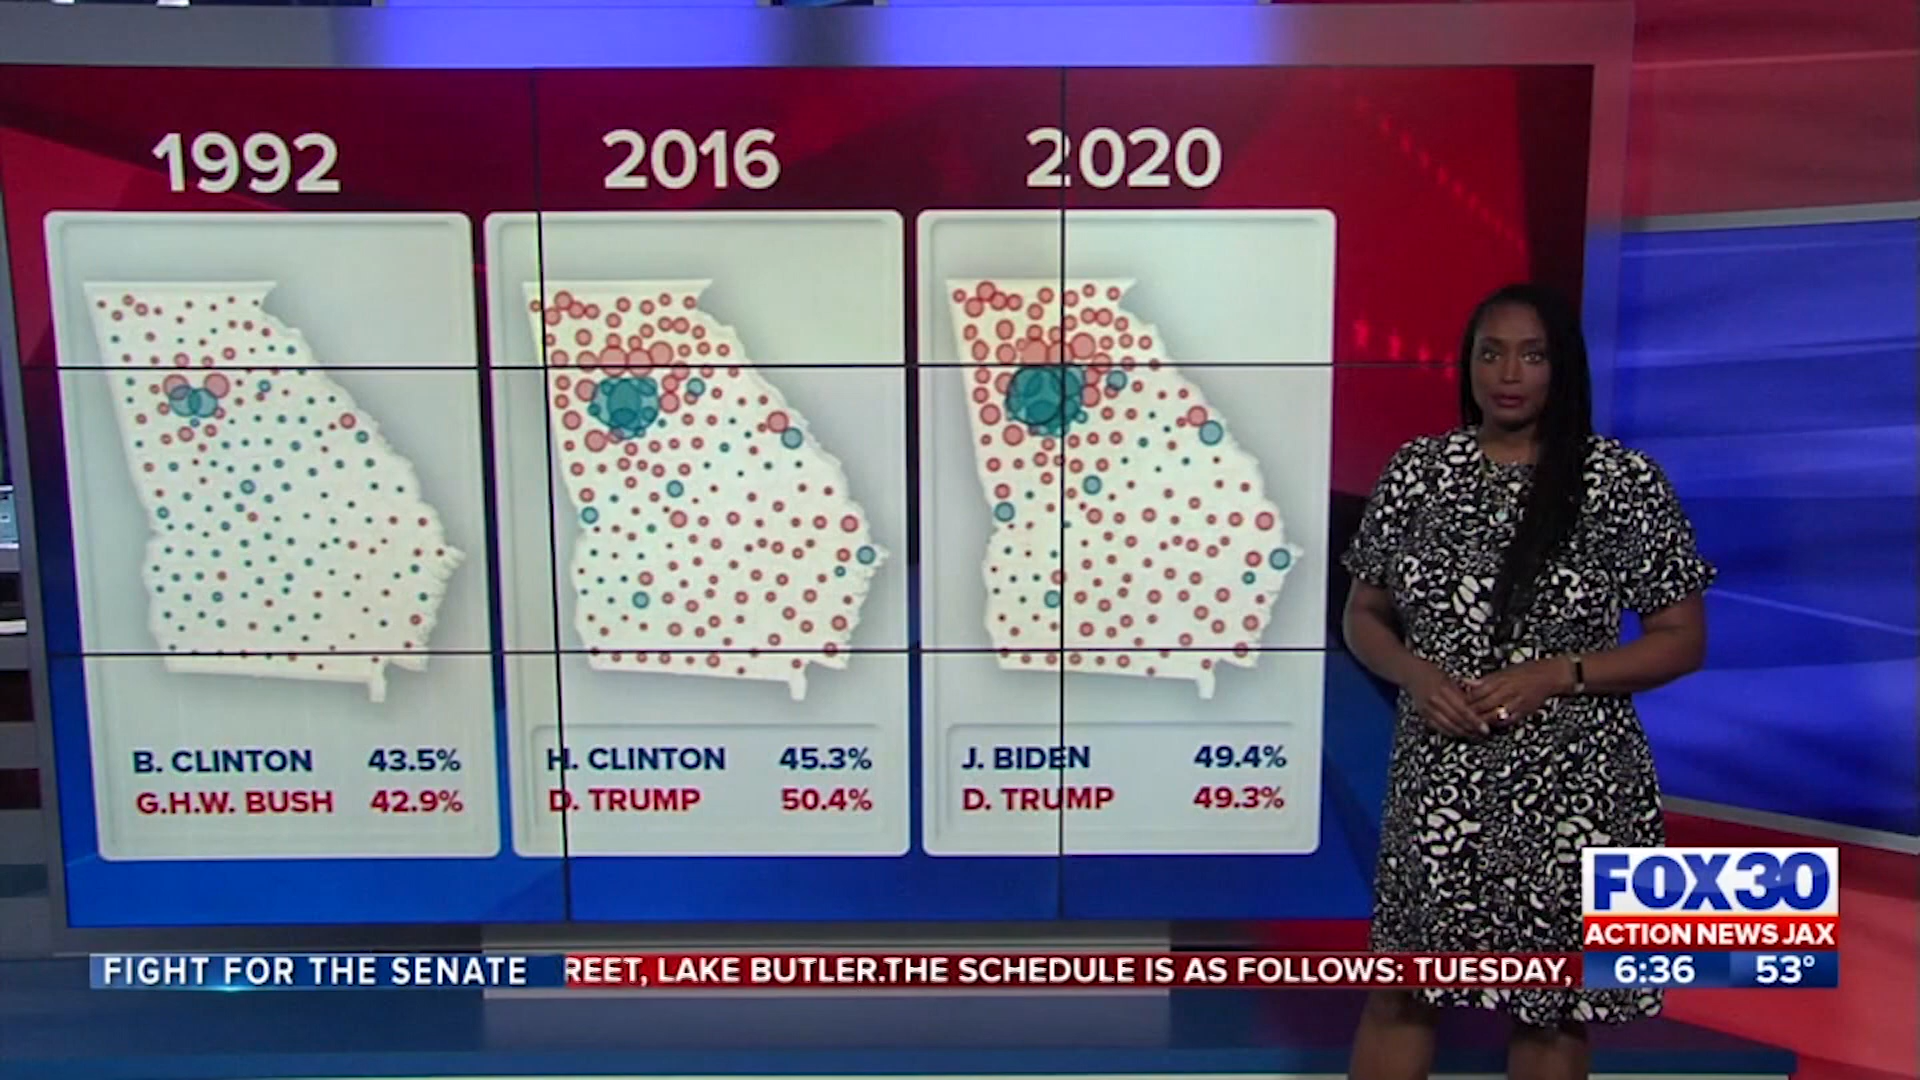 1992
2016
2020
B. CLINTON 43.5%
G.H.W. BUSH 42.9%
H. CLINTON 45.3%
D. TRUMP 50.4%
J. BIDEN 49.4%
D. TRUMP 49.3%
FOX30
ACTION NEWS JAX
6:36 53°
FIGHT FOR THE SENATE
REET, LAKE BUTLER.THE SCHEDULE IS AS FOLLOWS: TUESDAY,